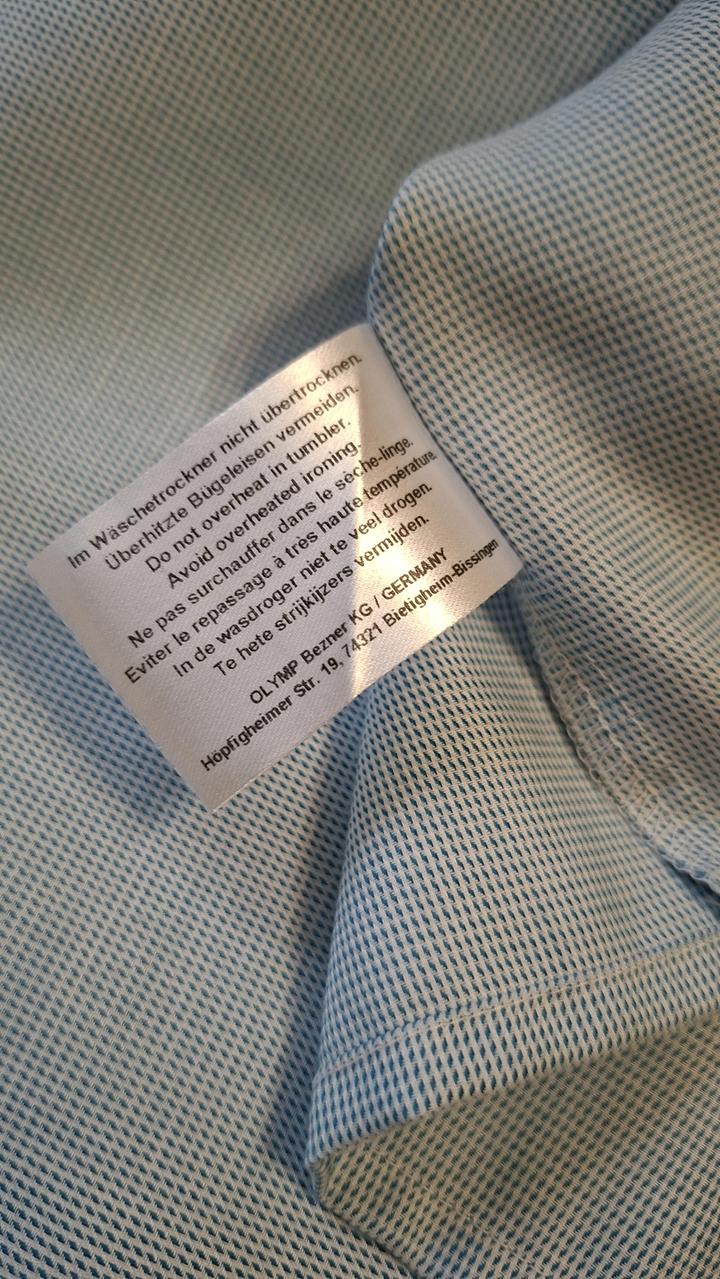 Im Wäschetrockner nicht übertrocknen.
Überhitzte Bügeleisen vermeiden.
Do not overheat in tumbler.
Avoid overheated ironing.
Ne pas surchauffer dans le sèche-linge.
Eviter le repassage à très haute température.
In de wasdroger niet te veel drogen.
Te hete strijkijzers vermijden.
OLYMP Bezner KG / GERMANY
Höpfigheimer Str. 19, 74321 Bietigheim-Bissingen